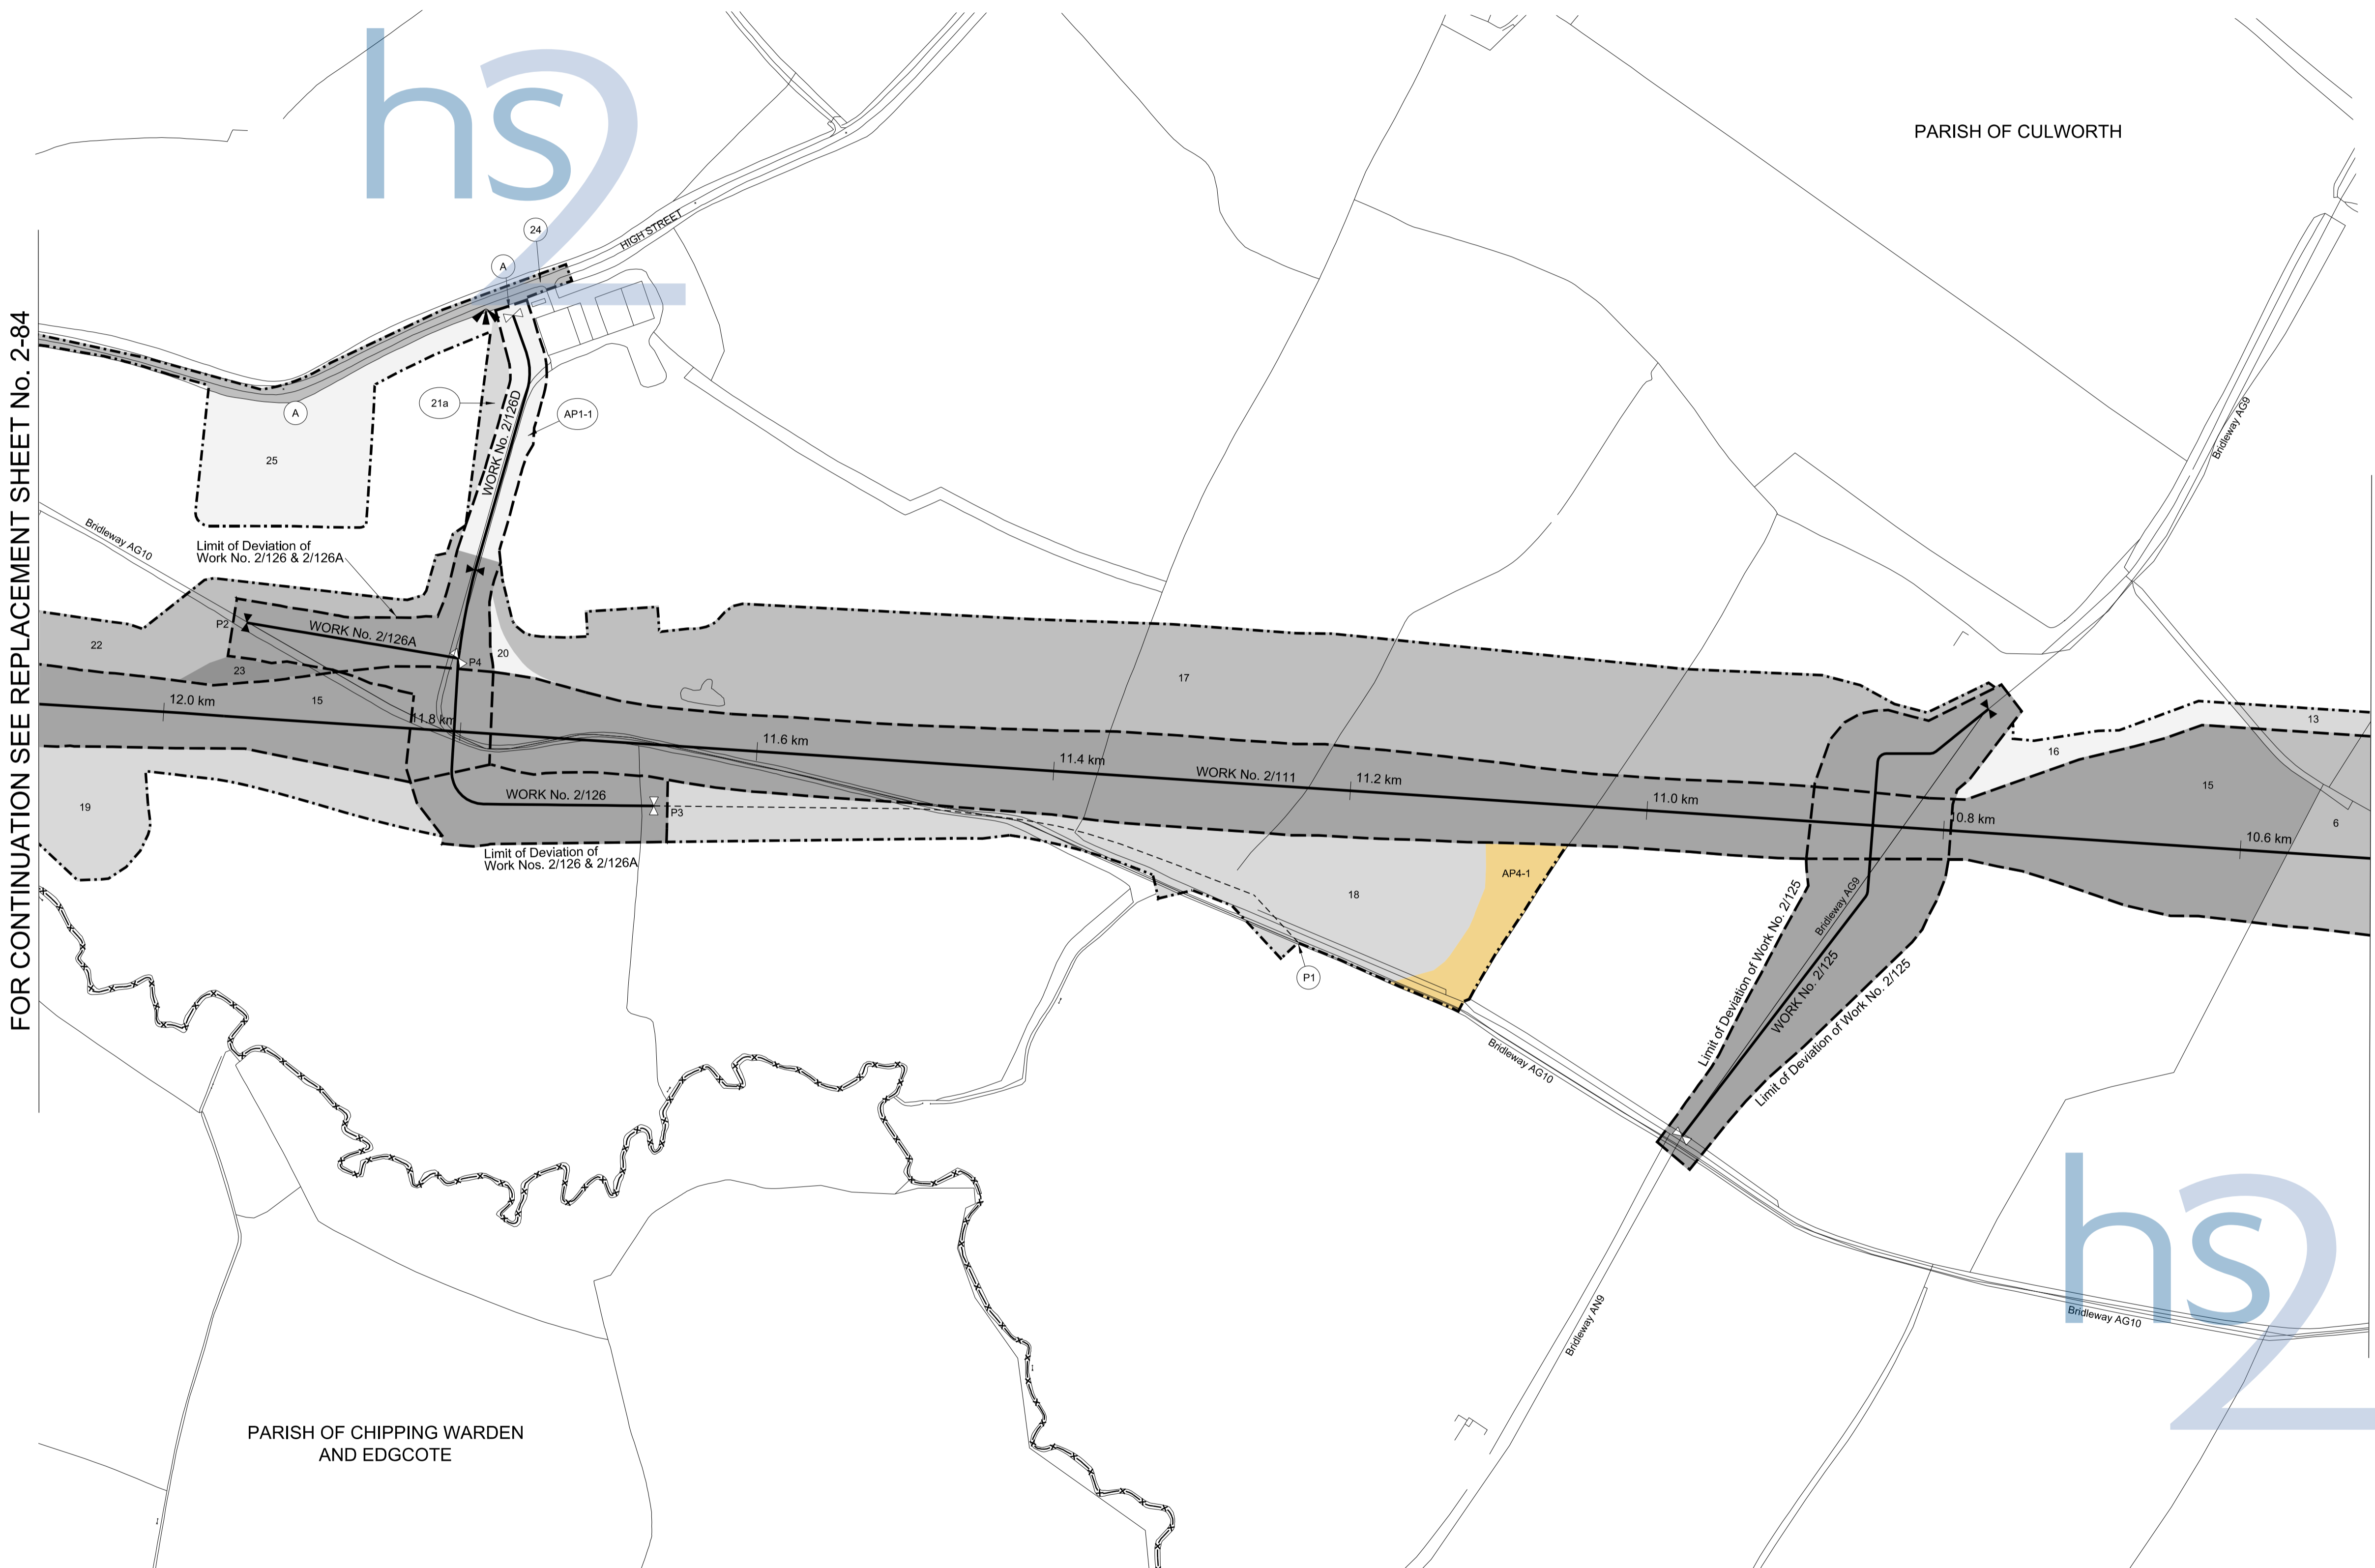 hs2
PARISH OF CULWORTH
24
HIGH STREET
A
FOR CONTINUATION SEE REPLACEMENT SHEET No. 2-84
A
21a
AP1-1
WORK No. 2/126D
25
Bridleway AG9
Bridleway AG10
Limit of Deviation of
Work No. 2/126 & 2/126A
P2
WORK No. 2/126A
22
23
P4
20
17
15
12.0 km
11.8 km
11.6 km
11.4 km
WORK No. 2/111
11.2 km
11.0 km
10.8 km
10.6 km
13
16
15
6
19
WORK No. 2/126
P3
Limit of Deviation of
Work Nos. 2/126 & 2/126A
18
AP4-1
P1
Bridleway AG9
Limit of Deviation of Work No. 2/125
WORK No. 2/125
Limit of Deviation of Work No. 2/125
Bridleway AG10
Bridleway AN9
Bridleway AG10
hs2
PARISH OF CHIPPING WARDEN
AND EDGCOTE